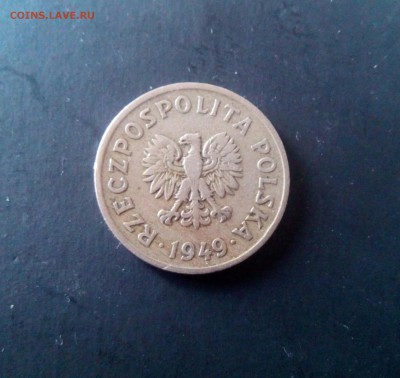 COINS.LAVE.RU
RZECZPOSPOLITA POLSKA
·1949·